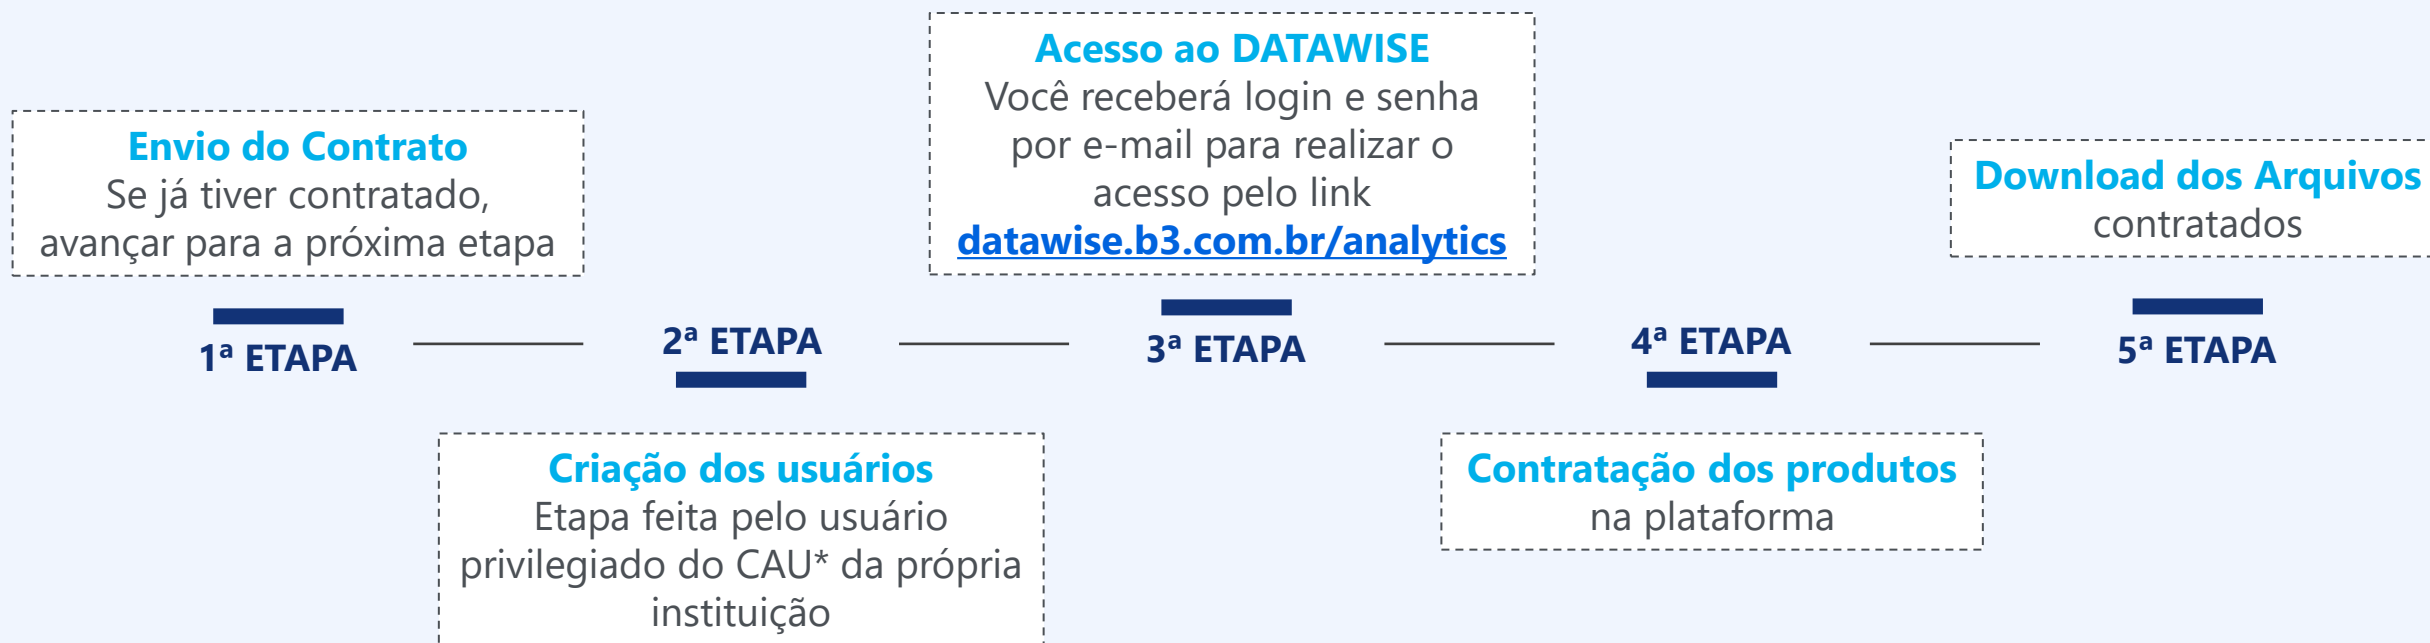 Envio do Contrato
Se já tiver contratado,
avançar para a próxima etapa
1ª ETAPA
2ª ETAPA
Criação dos usuários
Etapa feita pelo usuário
privilegiado do CAU* da própria
instituição
Acesso ao DATAWISE
Você receberá login e senha
por e-mail para realizar o
acesso pelo link
datawise.b3.com.br/analytics
3ª ETAPA
4ª ETAPA
Contratação dos produtos
na plataforma
Download dos Arquivos
contratados
5ª ETAPA